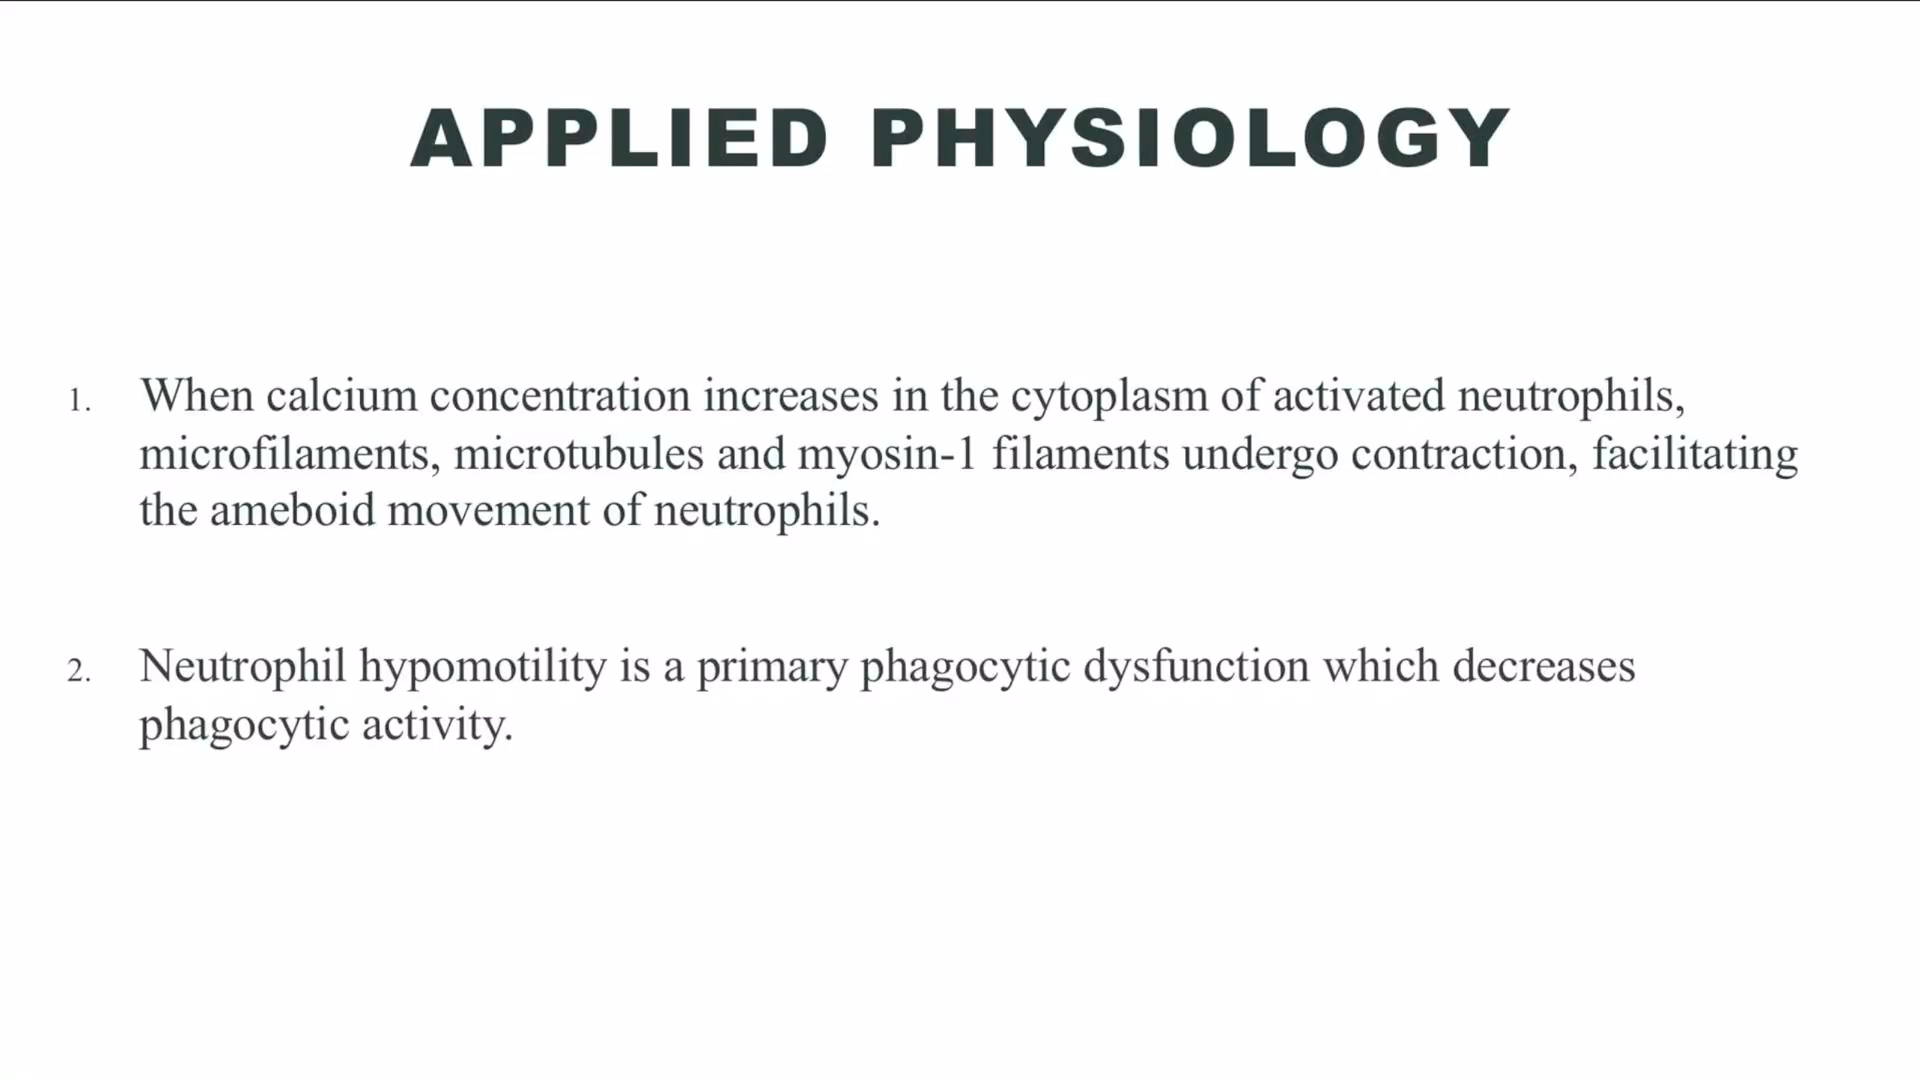 APPLIED PHYSIOLOGY
1. When calcium concentration increases in the cytoplasm of activated neutrophils,
microfilaments, microtubules and myosin-1 filaments undergo contraction, facilitating
the ameboid movement of neutrophils.
2. Neutrophil hypomotility is a primary phagocytic dysfunction which decreases
phagocytic activity.